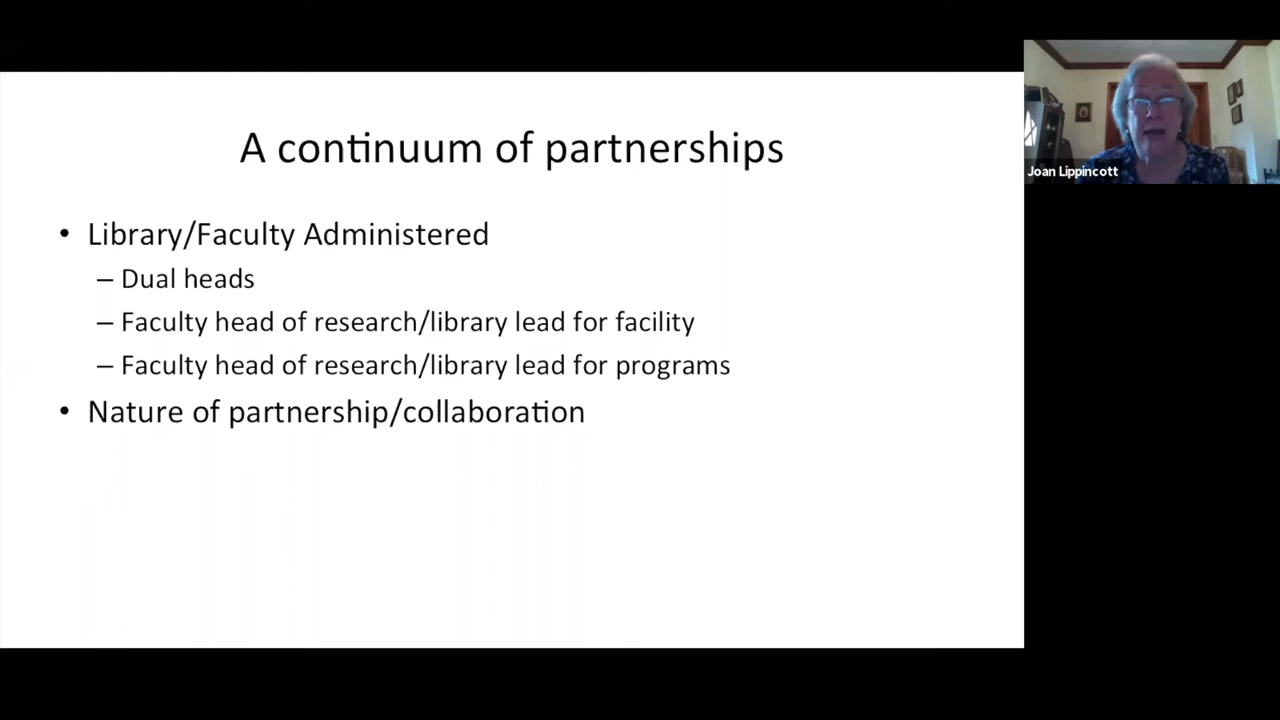 A continuum of partnerships
• Library/Faculty Administered
– Dual heads
– Faculty head of research/library lead for facility
– Faculty head of research/library lead for programs
• Nature of partnership/collaboration
Joan Lippincott